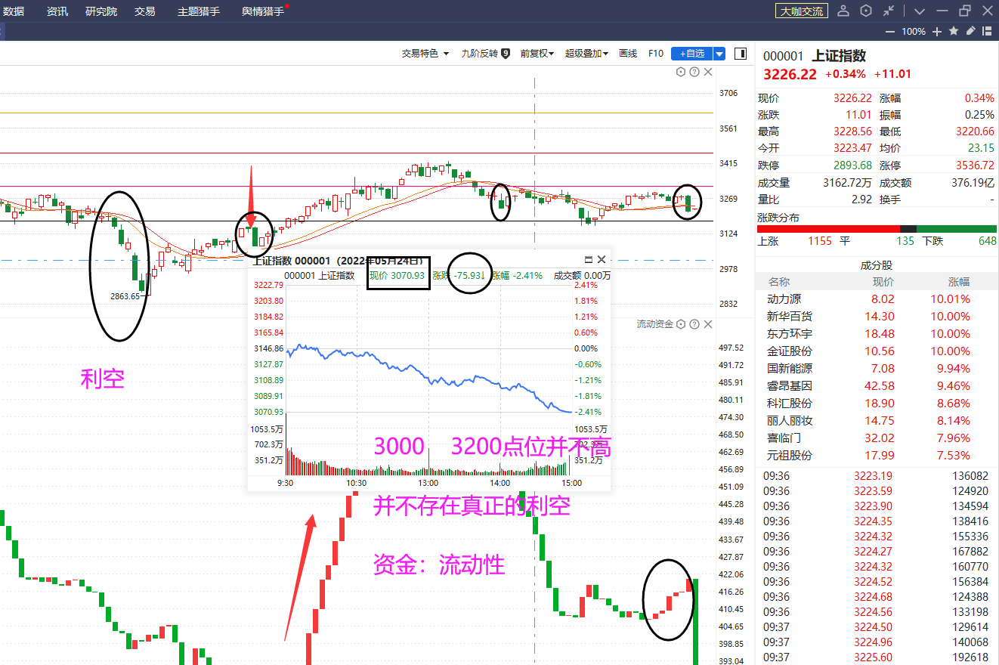 数据 资讯 研究院 交易 主题猎手 舆情猎手 大咖交流
100%
交易特色 九阶反转 9 前复权 超级叠加 画线 F10 +自选
000001 上证指数
3226.22 +0.34% +11.01
现价 3226.22 涨幅 0.34%
涨跌 11.01 振幅 0.25%
最高 3228.56 最低 3220.66
今开 3223.47 均价 23.15
跌停 2893.68 涨停 3536.72
成交量 3162.72万 成交额 376.19亿
量比 2.92 换手 -
涨跌分布
上涨 1155 平 135 下跌 648
成分股
名称 现价 涨幅
动力源 8.02 10.01%
新华百货 14.30 10.00%
东方环宇 18.48 10.00%
金证股份 10.56 10.00%
国新能源 7.08 9.94%
睿昂基因 42.58 9.46%
科汇股份 18.90 8.68%
丽人丽妆 14.75 8.14%
喜临门 32.02 7.96%
元祖股份 17.99 7.53%
09:36 3223.19 136082
09:36 3223.59 124920
09:36 3223.90 134594
09:36 3224.35 138416
09:36 3224.32 155336
09:36 3224.27 167882
09:36 3224.32 160770
09:36 3224.52 156384
09:36 3224.68 124388
09:36 3224.56 133198
09:37 3224.50 129614
09:37 3224.96 140068
09:37 3225.60 192618
3706
3561
3415
3269
3124
2978
2832
2863.65
利空
上证指数 000001（2022年05月24日）
000001 上证指数 现价 3070.93 涨跌 -75.93↓ 涨幅 -2.41% 成交额 0.00万
3222.79 2.41%
3203.80 1.81%
3184.82 1.21%
3165.84 0.60%
3146.86 0.00%
3127.87 -0.60%
3108.89 -1.21%
3089.91 -1.81%
3070.93 -2.41%
1053.5万 1053.5万
702.3万 702.3万
351.2万 351.2万
9:30 10:30 13:00 14:00 15:00
3000 3200点位并不高
并不存在真正的利空
资金：流动性
流动资金
497.52
491.72
485.91
480.11
474.30
468.50
462.69
456.89
451.09
445.28
439.48
433.67
427.87
422.06
416.26
410.45
404.65
398.85
393.04